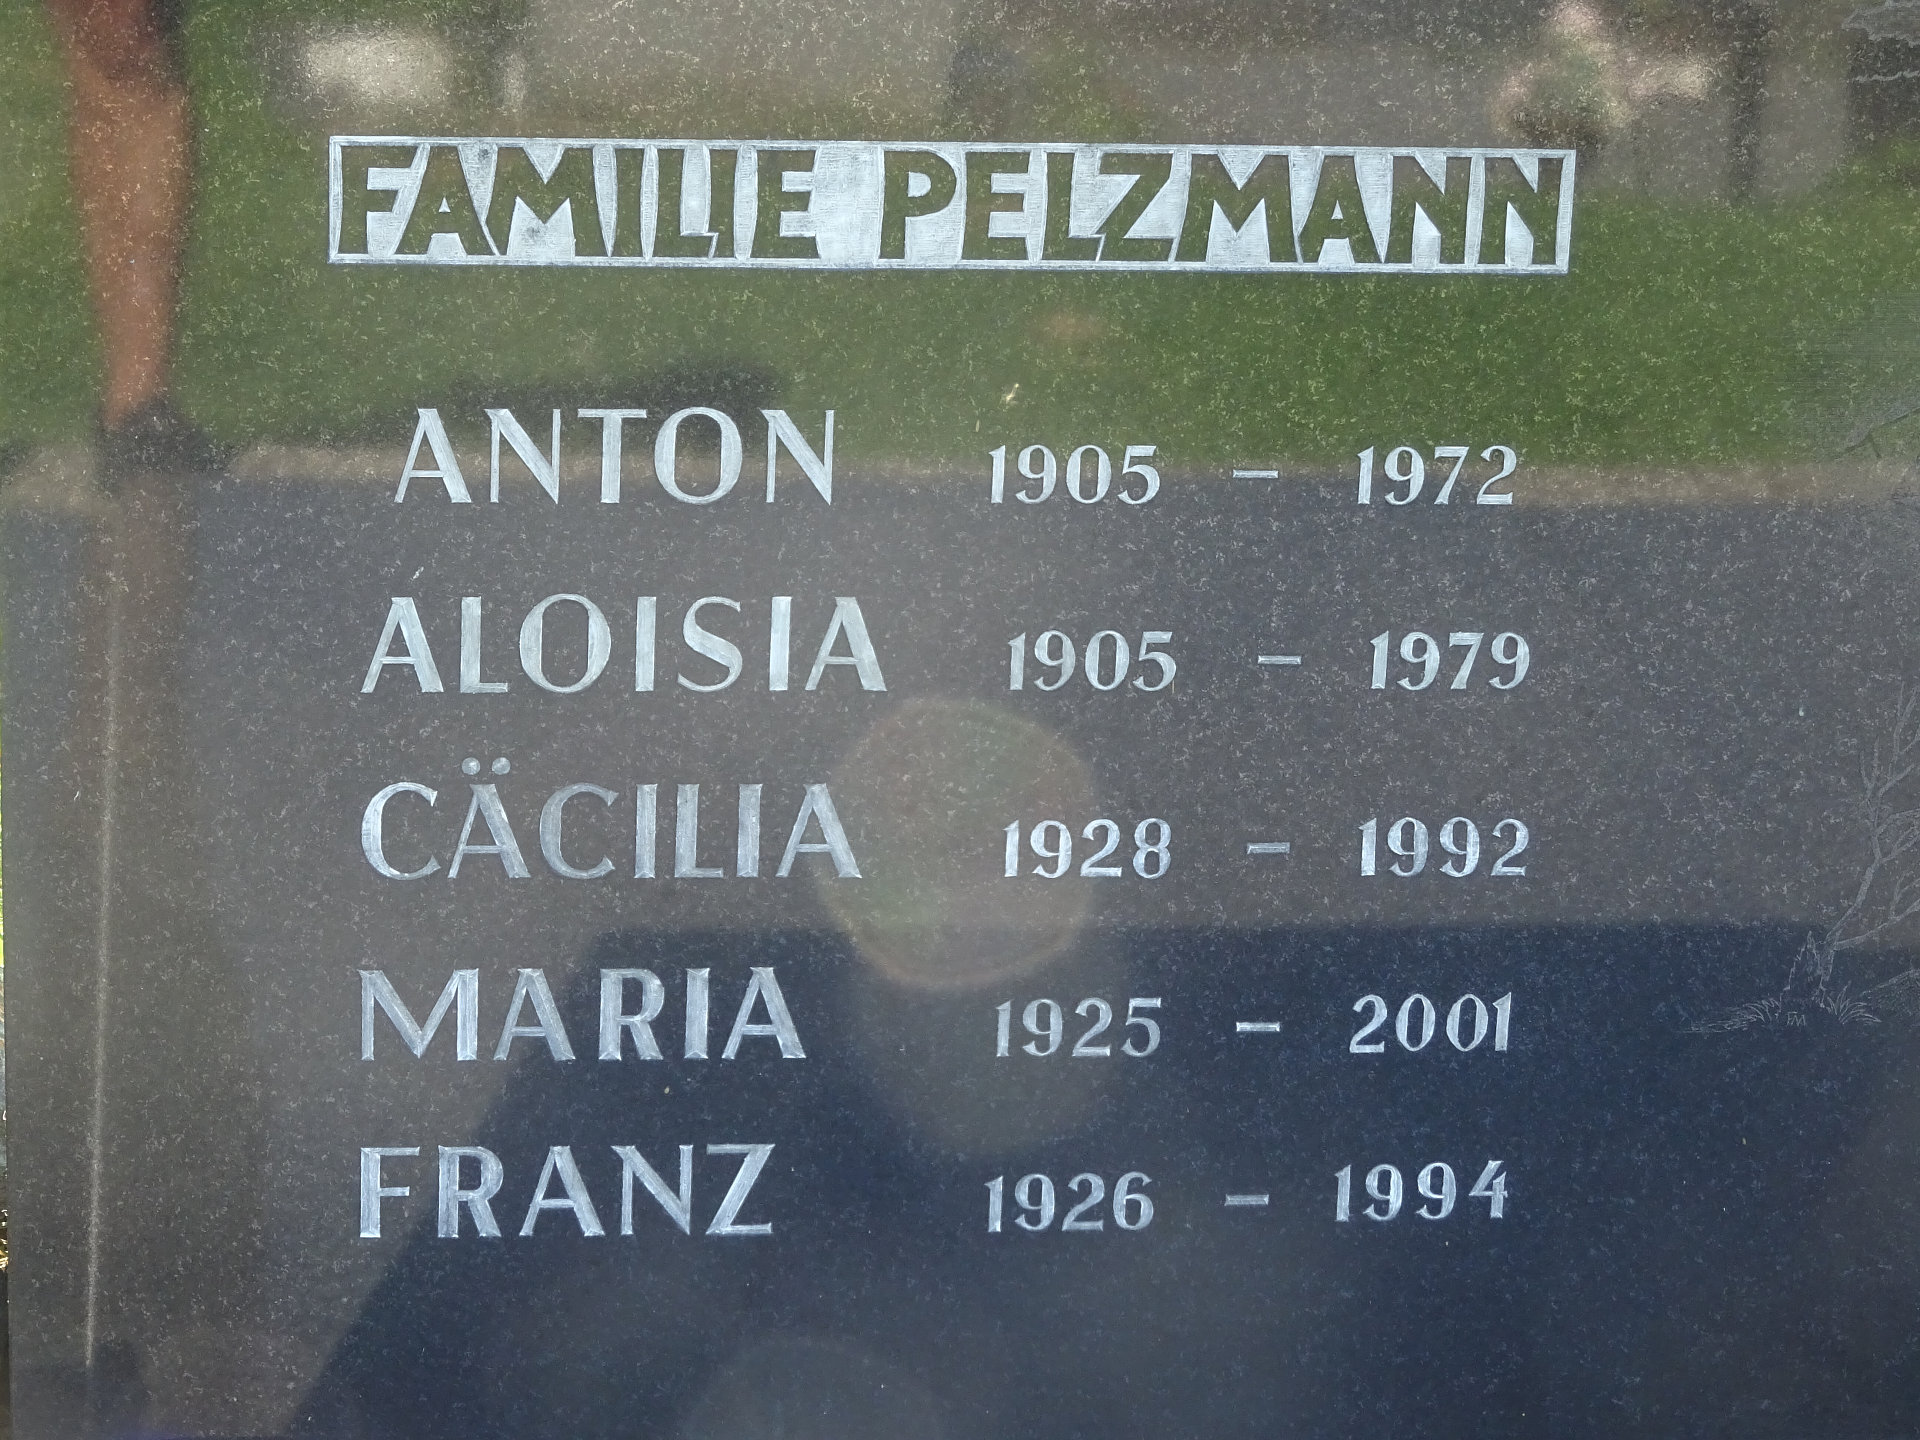 FAMILIE PELZMANN
ANTON 1905 – 1972
ALOISIA 1905 – 1979
CÄCILIA 1928 – 1992
MARIA 1925 – 2001
FRANZ 1926 – 1994